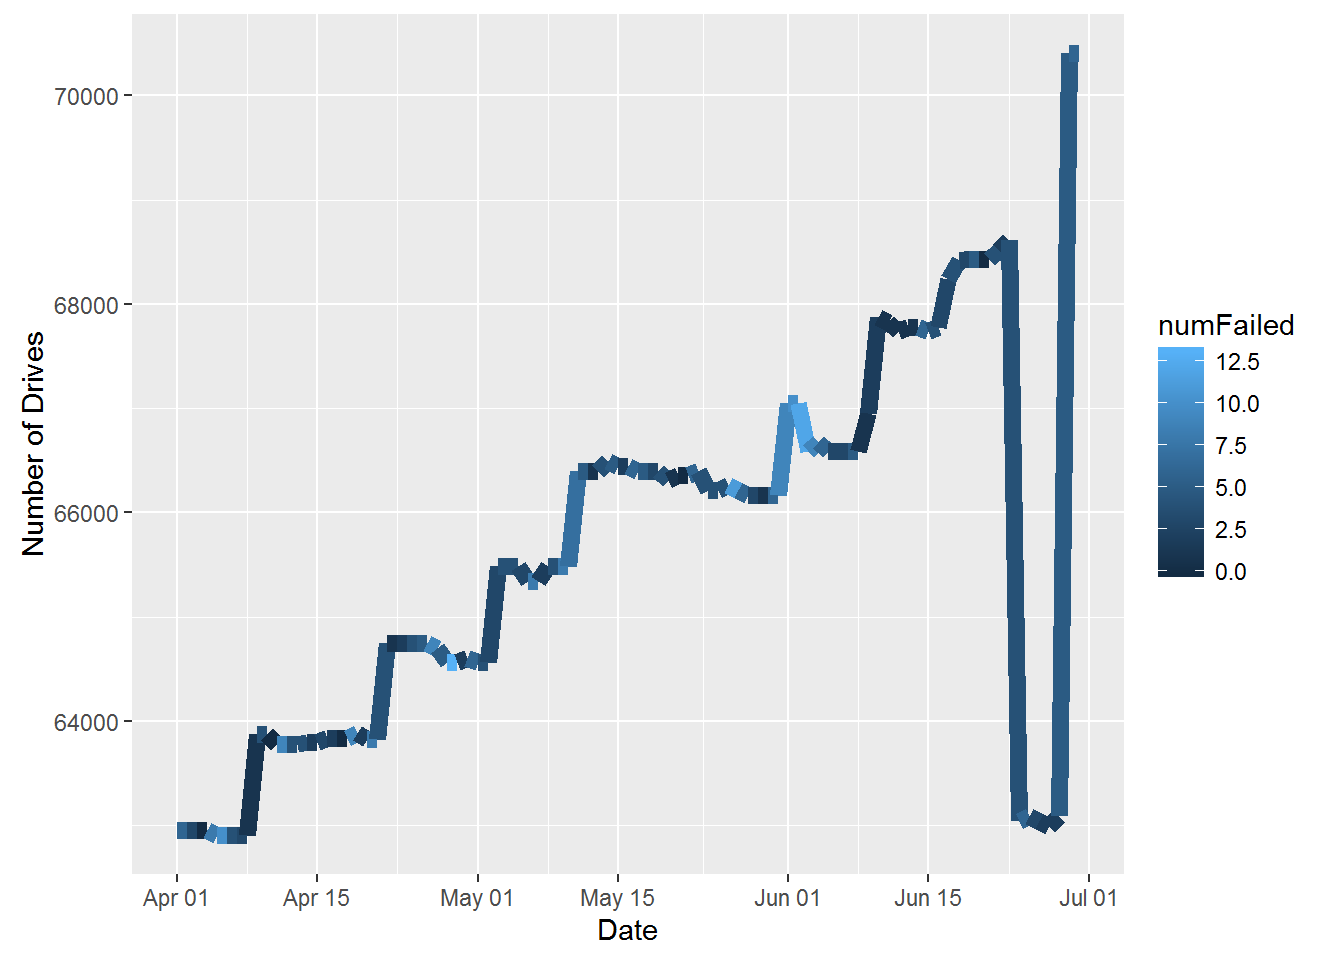 70000
68000
66000
64000
Number of Drives
Apr 01
Apr 15
May 01
May 15
Jun 01
Jun 15
Jul 01
Date
numFailed
12.5
10.0
7.5
5.0
2.5
0.0